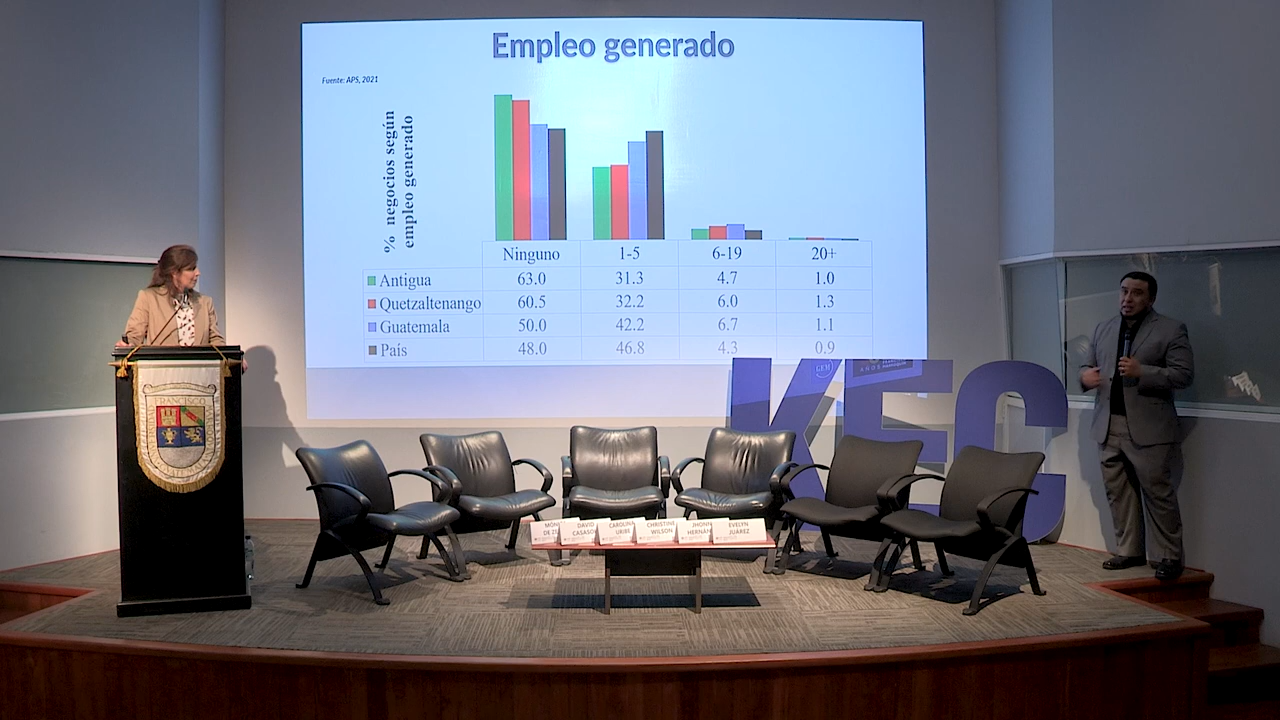 Empleo generado
Fuente: APS, 2021
% negocios según
empleo generado
Ninguno 1-5 6-19 20+
Antigua 63.0 31.3 4.7 1.0
Quetzaltenango 60.5 32.2 6.0 1.3
Guatemala 50.0 42.2 6.7 1.1
País 48.0 46.8 4.3 0.9
GEM
AÑOS
KEC
FRANCISCO
DAVID
CAROLINA
URIBE
CHRISTINE
WILSON
EVELYN
JUÁREZ